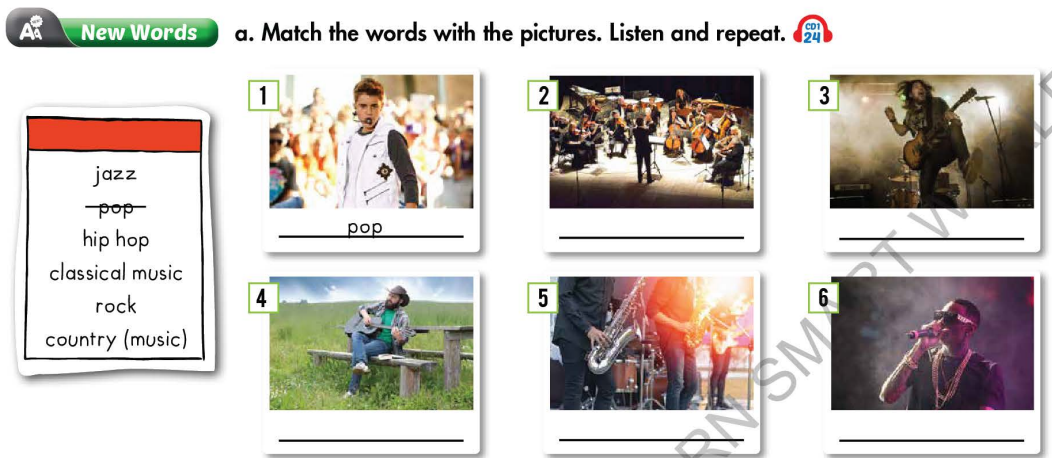 New Words
a. Match the words with the pictures. Listen and repeat.
CD1
24
jazz
pop
hip hop
classical music
rock
country (music)
1
2
3
pop
4
5
6